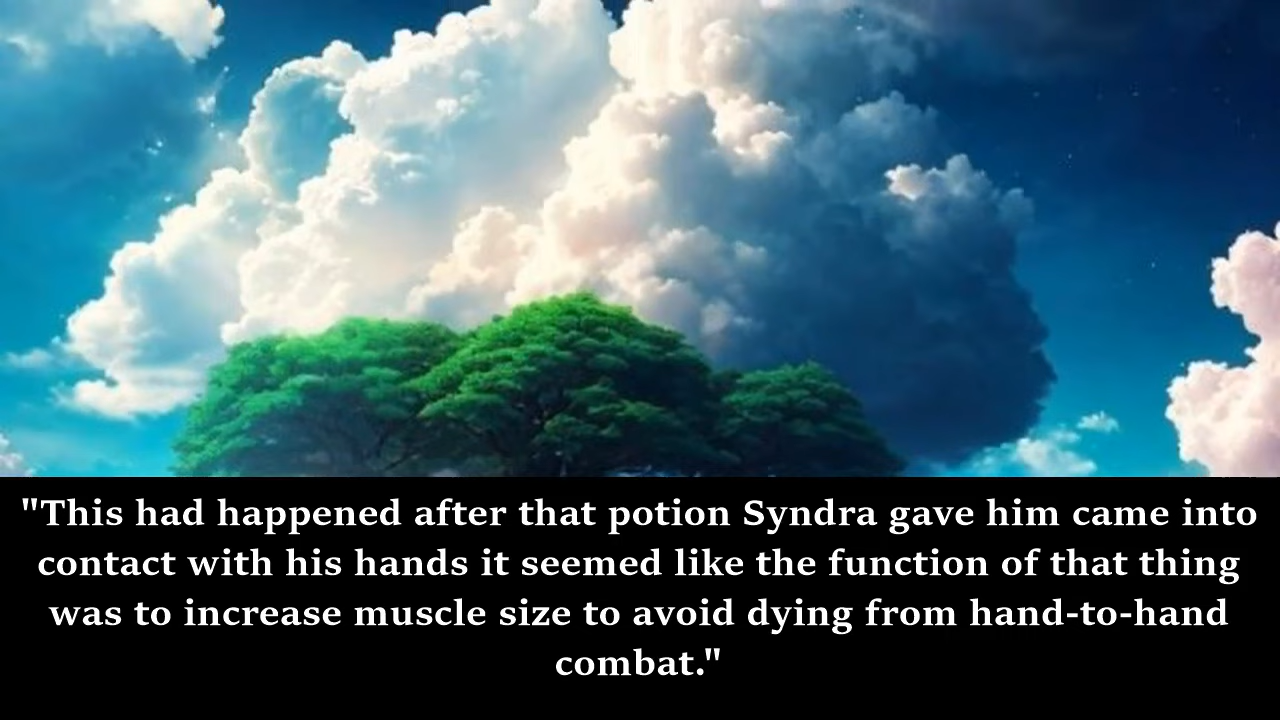 "This had happened after that potion Syndra gave him came into
contact with his hands it seemed like the function of that thing
was to increase muscle size to avoid dying from hand-to-hand
combat."